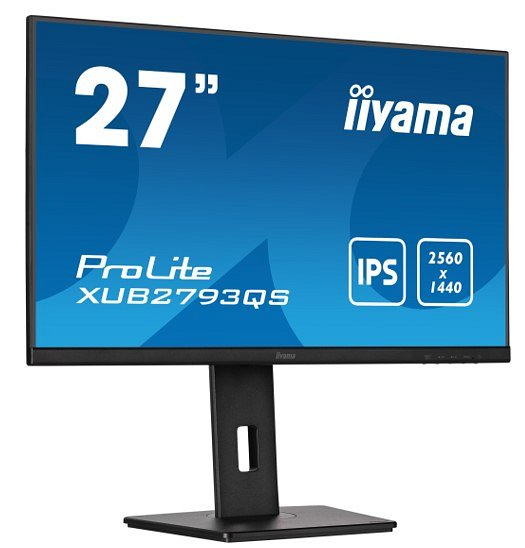 27”
iiyama
ProLite
XUB2793QS
IPS
2560
x
1440
iiyama